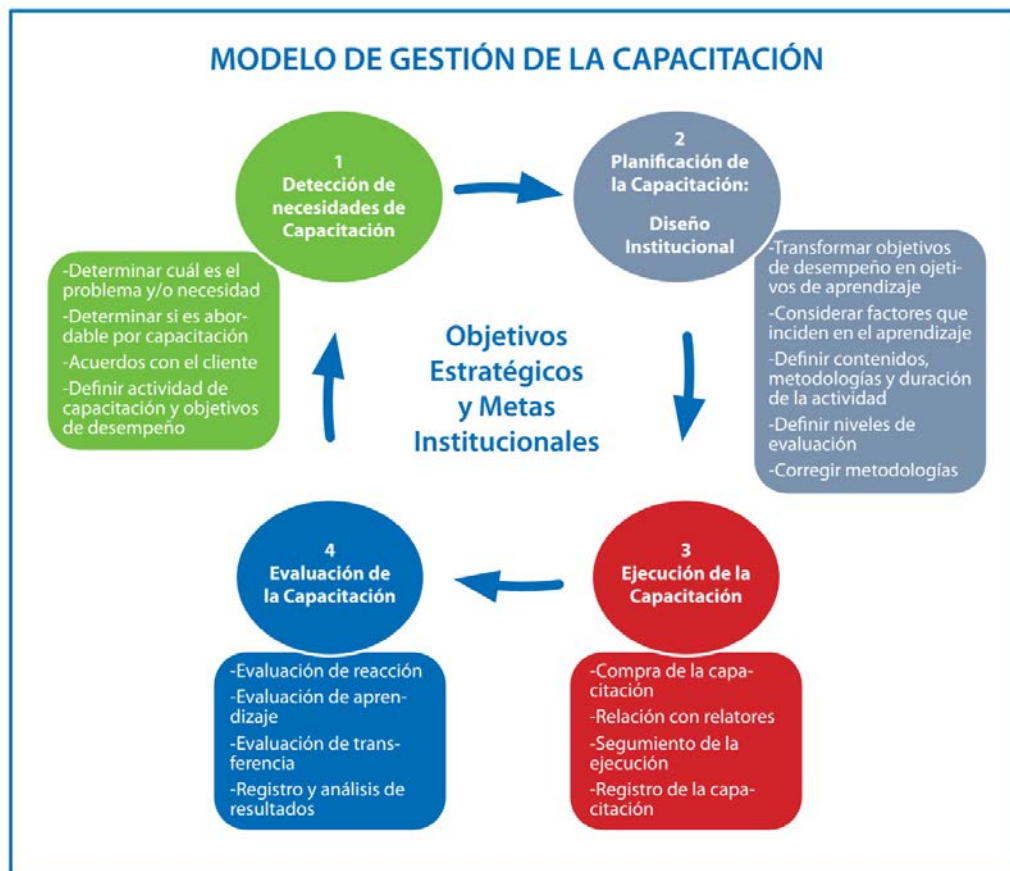 MODELO DE GESTIÓN DE LA CAPACITACIÓN
1
Detección de
necesidades de
Capacitación
-Determinar cuál es el
problema y/o necesidad
-Determinar si es abor-
dable por capacitación
-Acuerdos con el cliente
-Definir actividad de
capacitación y objetivos
de desempeño
2
Planificación de
la Capacitación:
Diseño
Institucional
-Transformar objetivos
de desempeño en ojeti-
vos de aprendizaje
-Considerar factores que
inciden en el aprendizaje
-Definir contenidos,
metodologías y duración
de la actividad
-Definir niveles de
evaluación
-Corregir metodologías
Objetivos
Estratégicos
y Metas
Institucionales
3
Ejecución de la
Capacitación
-Compra de la capa-
citación
-Relación con relatores
-Segumiento de la
ejecución
-Registro de la capa-
citación
4
Evaluación de
la Capacitación
-Evaluación de reacción
-Evaluación de apren-
dizaje
-Evaluación de trans-
ferencia
-Registro y análisis de
resultados